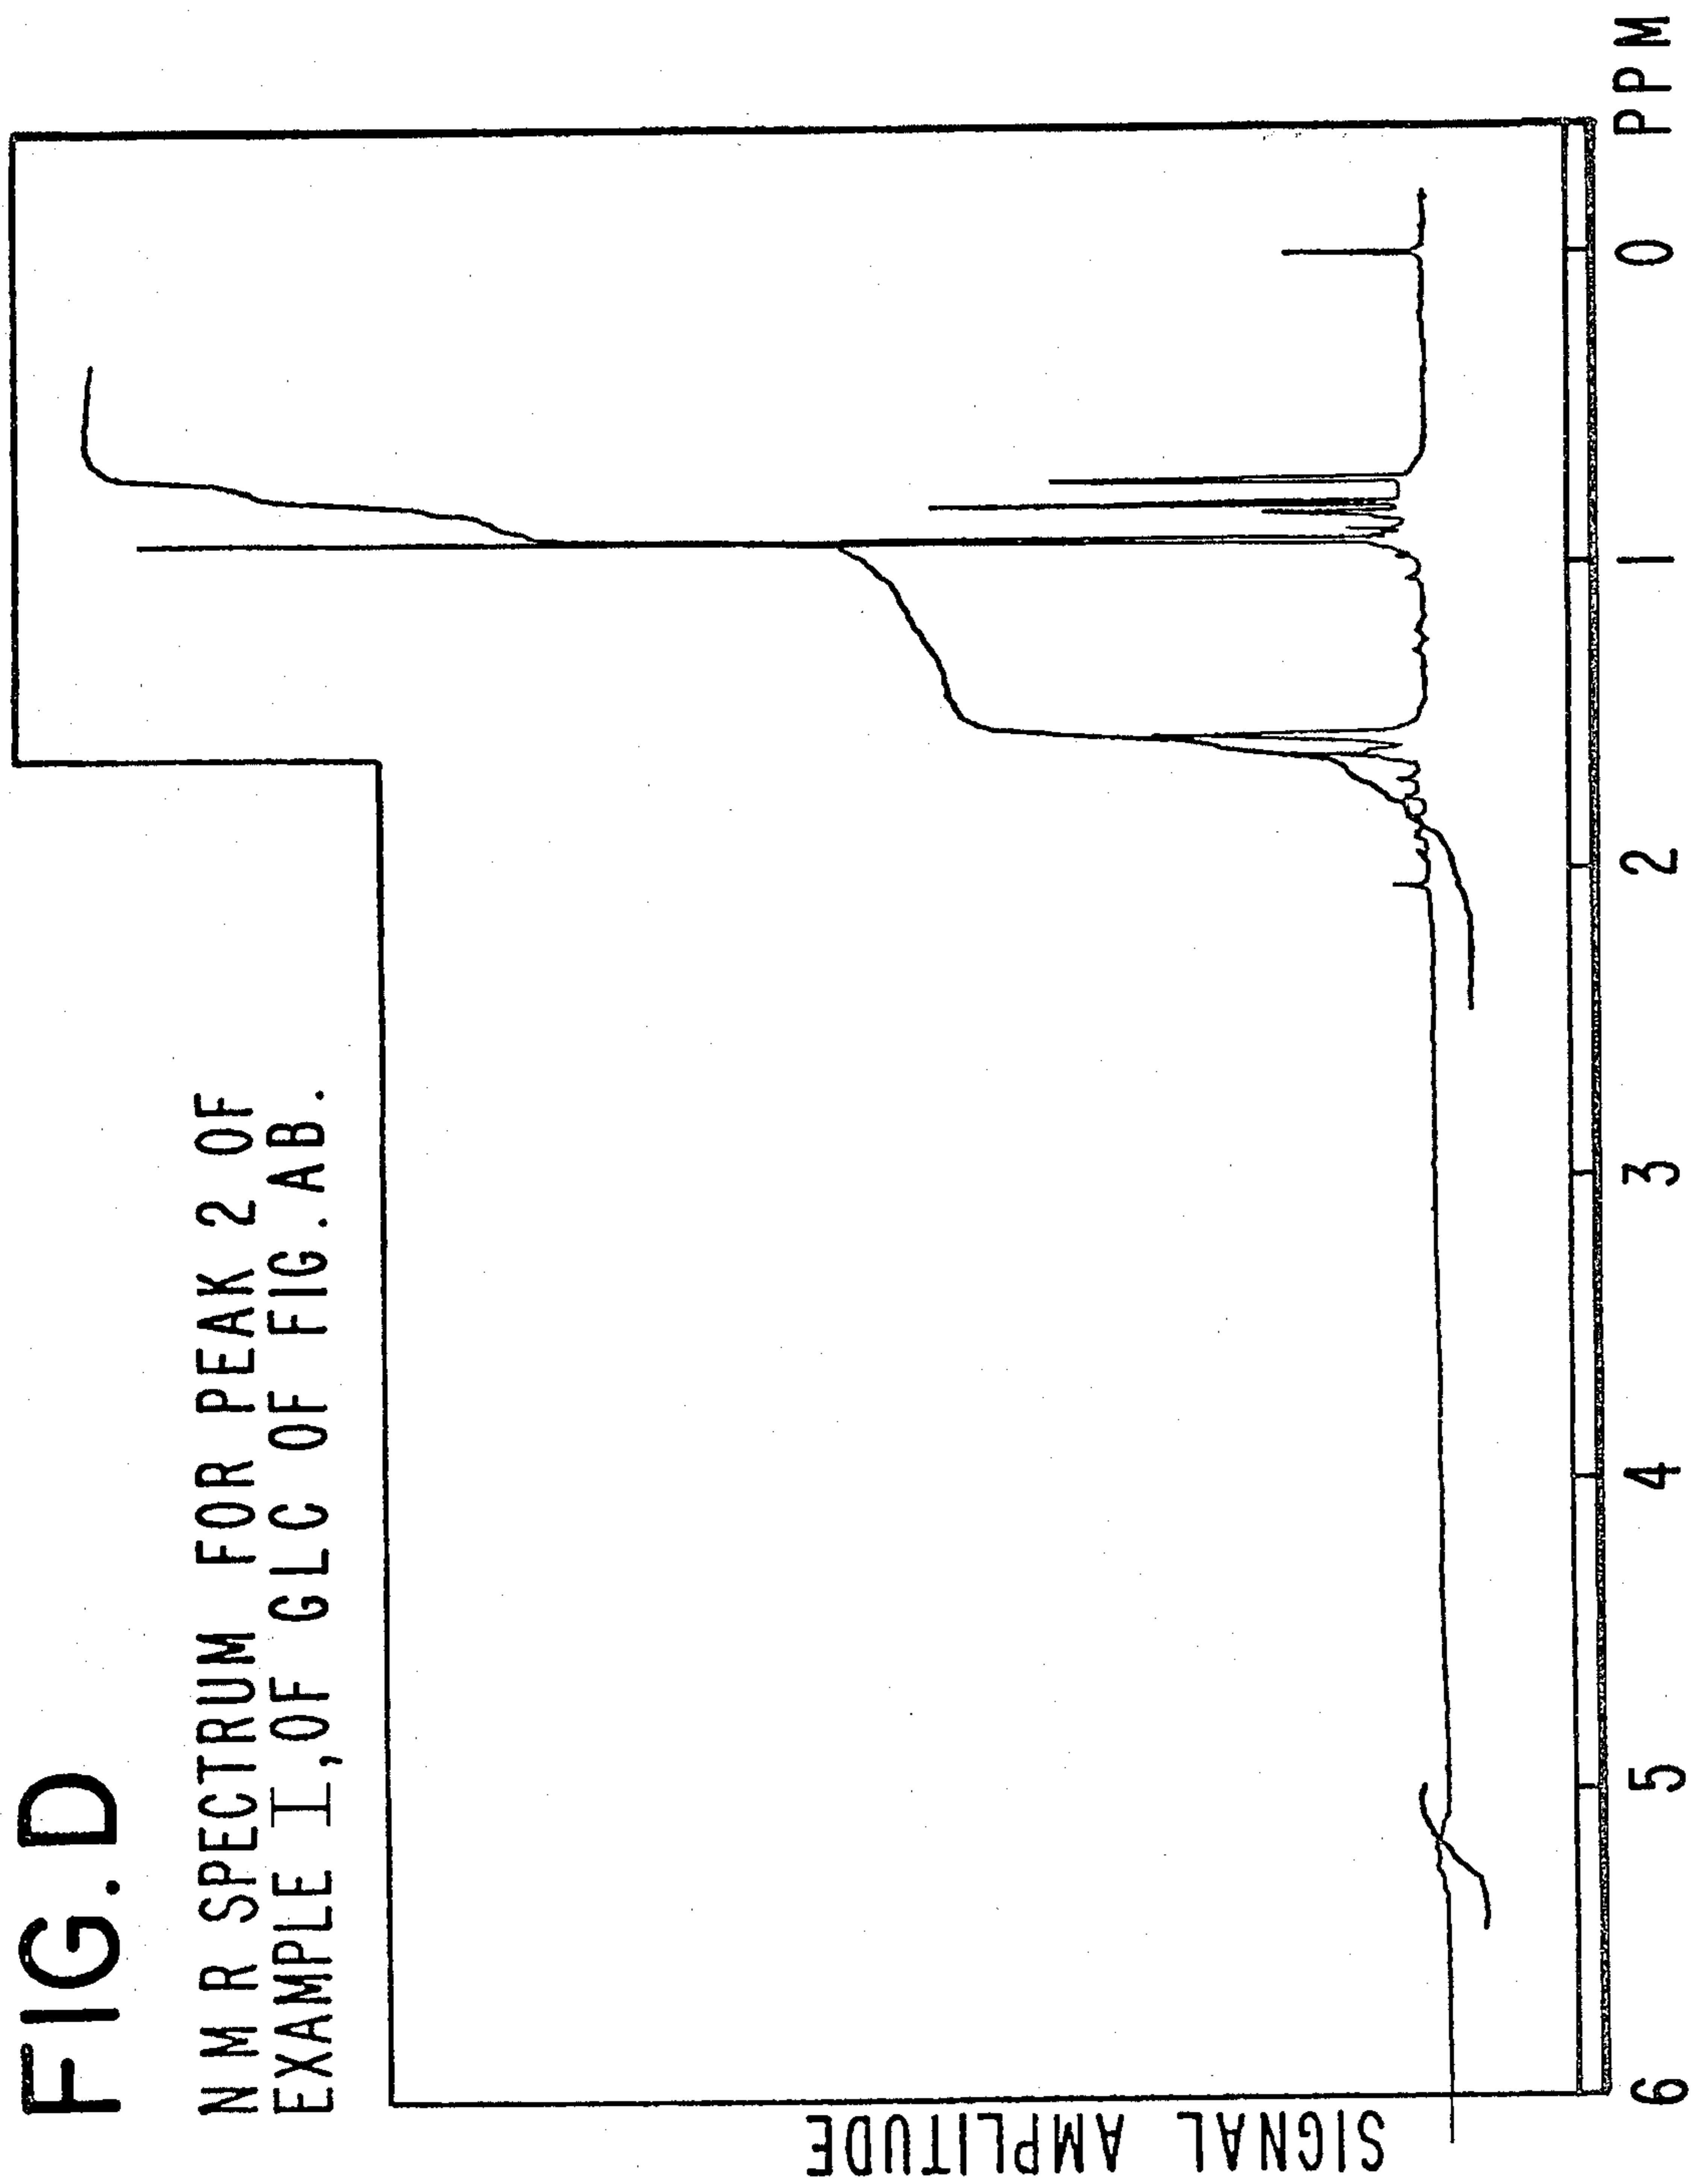 FIG. D
NMR SPECTRUM FOR PEAK 2 OF
EXAMPLE I, OF GLC OF FIG. AB.
SIGNAL AMPLITUDE
6 5 4 3 2 1 0 PPM